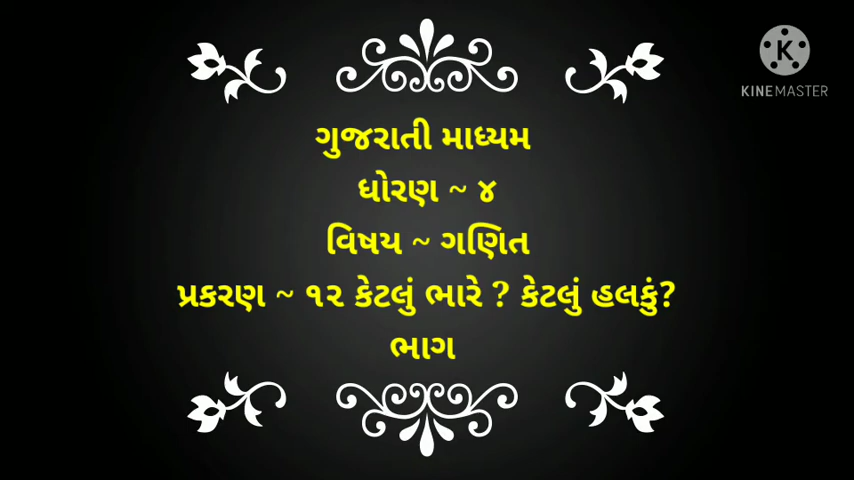 KINEMASTER
ગુજરાતી માધ્યમ
ધોરણ ~ ૪
વિષય ~ ગણિત
પ્રકરણ ~ ૧૨ કેટલું ભારે ? કેટલું હલકું?
ભાગ